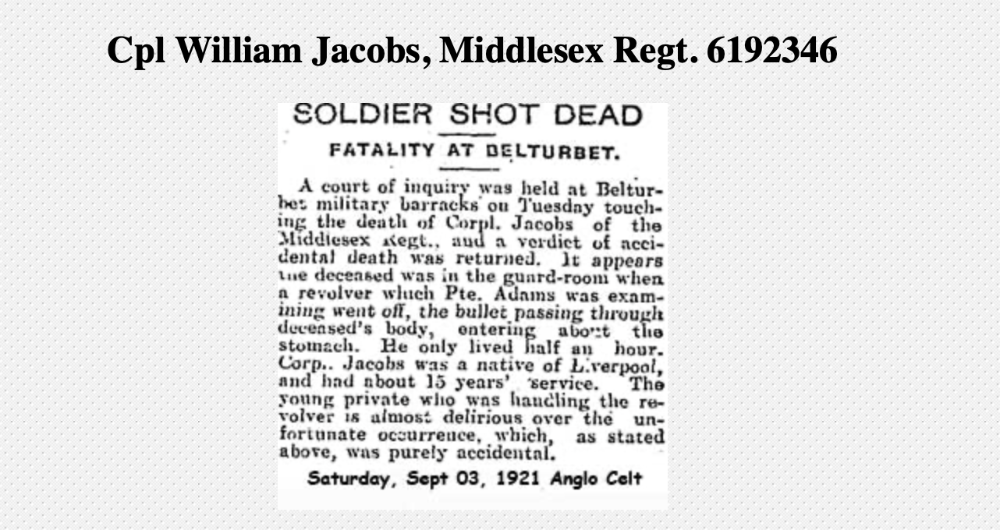 Cpl William Jacobs, Middlesex Regt. 6192346
SOLDIER SHOT DEAD
FATALITY AT BELTURBET.
A court of inquiry was held at Beltur-
bet military barracks on Tuesday touch-
ing the death of Corpl. Jacobs of the
Middlesex Regt., and a verdict of acci-
dental death was returned. It appears
the deceased was in the guard-room when
a revolver which Pte. Adams was exam-
ining went off, the bullet passing through
deceased's body, entering about the
stomach. He only lived half an hour.
Corp.. Jacobs was a native of Liverpool,
and had about 15 years' service. The
young private who was handling the re-
volver is almost delirious over the un-
fortunate occurrence, which, as stated
above, was purely accidental.
Saturday, Sept 03, 1921 Anglo Celt